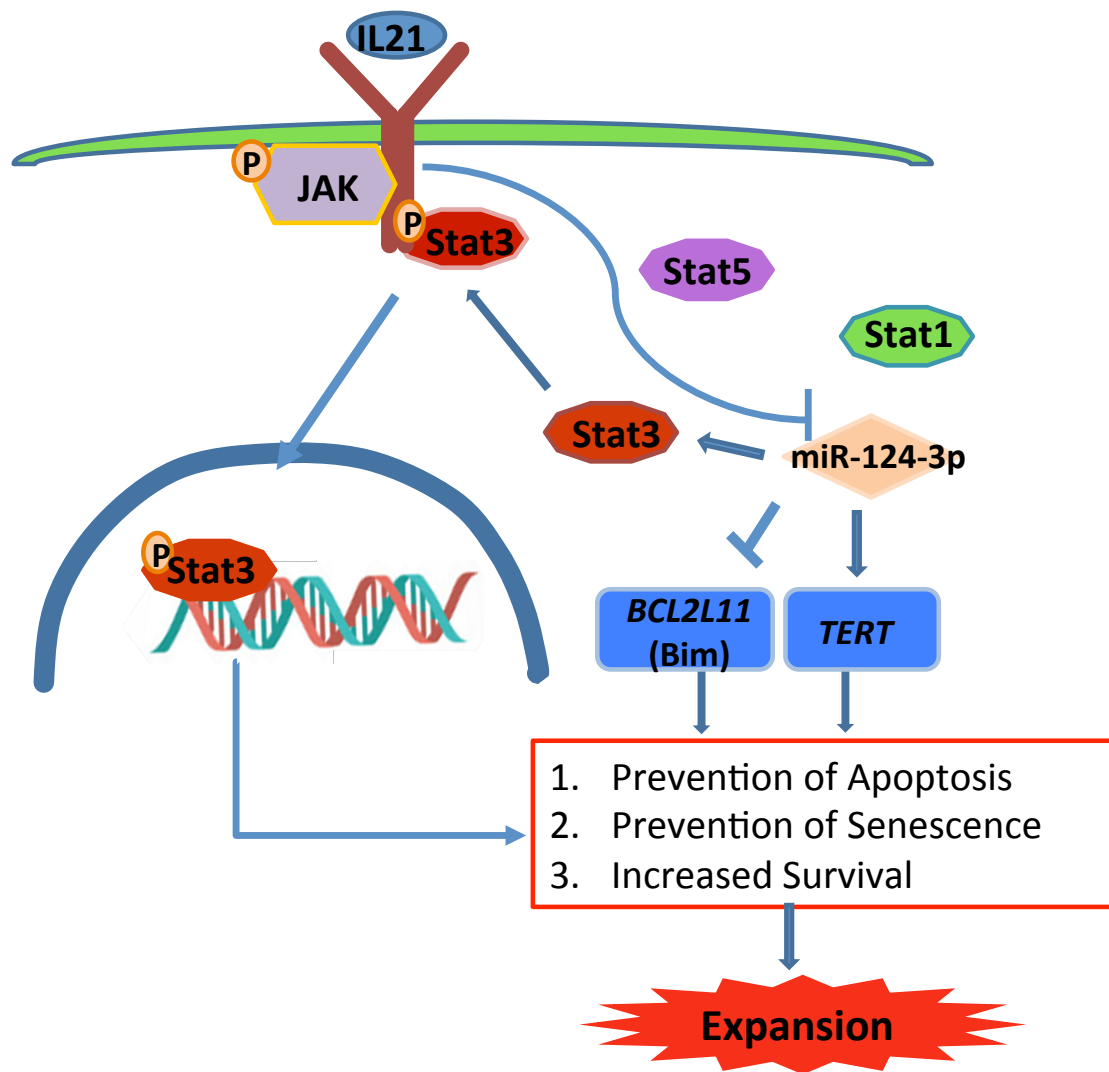 IL21
P
JAK
P
Stat3
Stat5
Stat1
Stat3
miR-124-3p
P
Stat3
BCL2L11
(Bim)
TERT
1. Prevention of Apoptosis
2. Prevention of Senescence
3. Increased Survival
Expansion